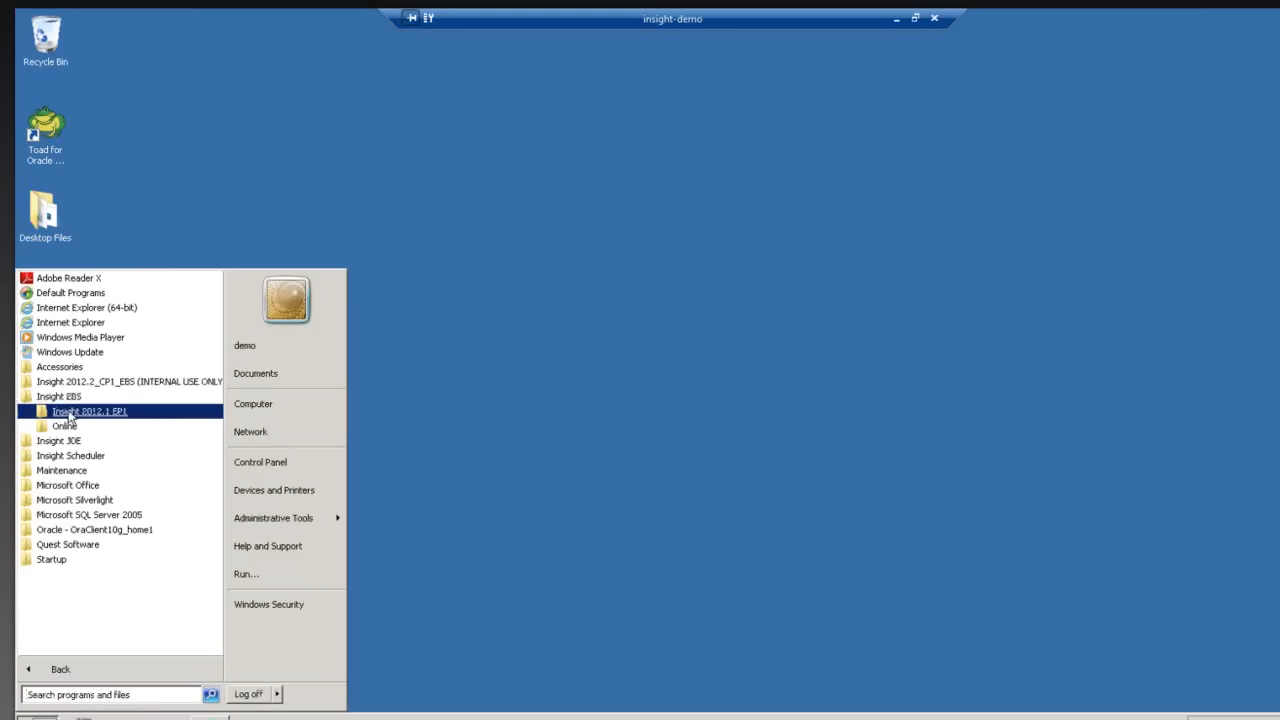 insight-demo
Recycle Bin
Toad for
Oracle ...
Desktop Files
Adobe Reader X
Default Programs
Internet Explorer (64-bit)
Internet Explorer
Windows Media Player
Windows Update
Accessories
Insight 2012.2_CP1_EBS (INTERNAL USE ONLY
Insight EBS
Insight 2012.1 EP1
Online
Insight JDE
Insight Scheduler
Maintenance
Microsoft Office
Microsoft Silverlight
Microsoft SQL Server 2005
Oracle - OraClient10g_home1
Quest Software
Startup
Back
Search programs and files
demo
Documents
Computer
Network
Control Panel
Devices and Printers
Administrative Tools
Help and Support
Run...
Windows Security
Log off